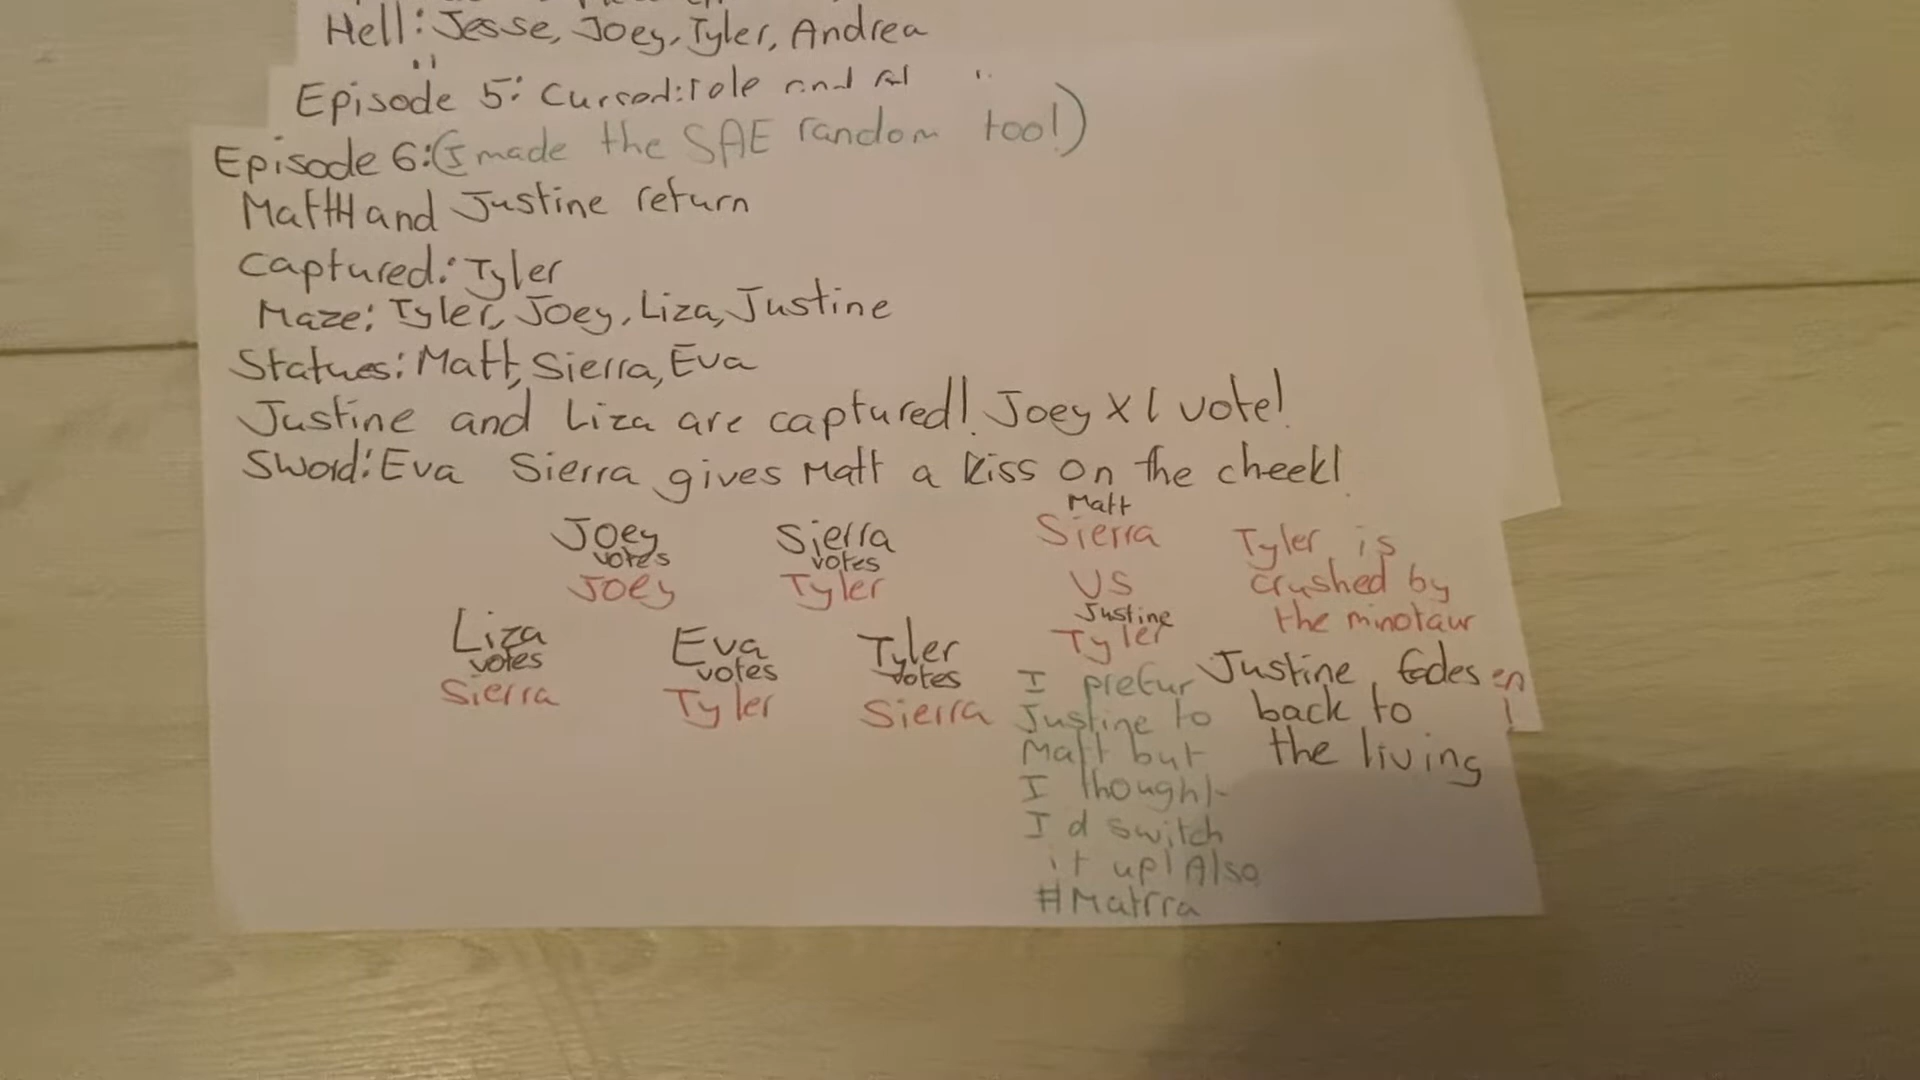 Hell: Jesse, Joey, Tyler, Andrea
Episode 5: Cursed: role and
Episode 6: (I made the SAE random too!)
Matt and Justine return
Captured: Tyler
Maze: Tyler, Joey, Liza, Justine
Statues: Matt, Sierra, Eva
Justine and Liza are captured! Joey X 1 vote!
Sword: Eva Sierra gives Matt a kiss on the cheek!
Joey
votes
Joey
Sierra
votes
Tyler
Liza
votes
Sierra
Eva
votes
Tyler
Tyler
votes
Sierra
Matt
Sierra
VS
Justine
Tyler
Tyler is
crushed by
the minotaur
I prefur
Justine to
Matt but
I thought
I'd switch
it up! Also
#Matrra
Justine fades
back to
the living
en